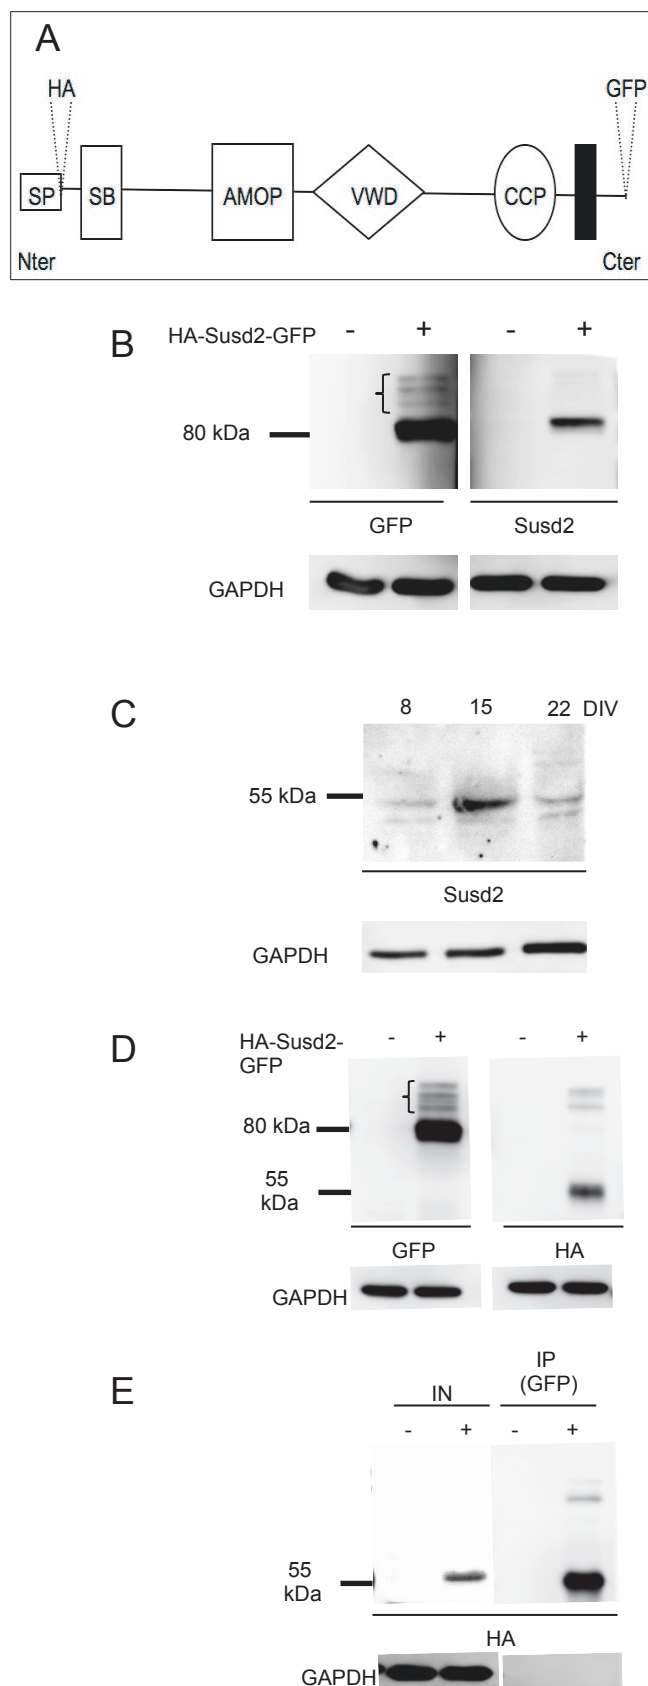 A
HA
GFP
SP
SB
AMOP
VWD
CCP
Nter
Cter
B
HA-Susd2-GFP - + - +
80 kDa
GFP
Susd2
GAPDH
C
8 15 22 DIV
55 kDa
Susd2
GAPDH
D
HA-Susd2-
GFP
- + - +
80 kDa
55
kDa
GFP
HA
GAPDH
E
IN
IP
(GFP)
- + - +
55
kDa
HA
GAPDH